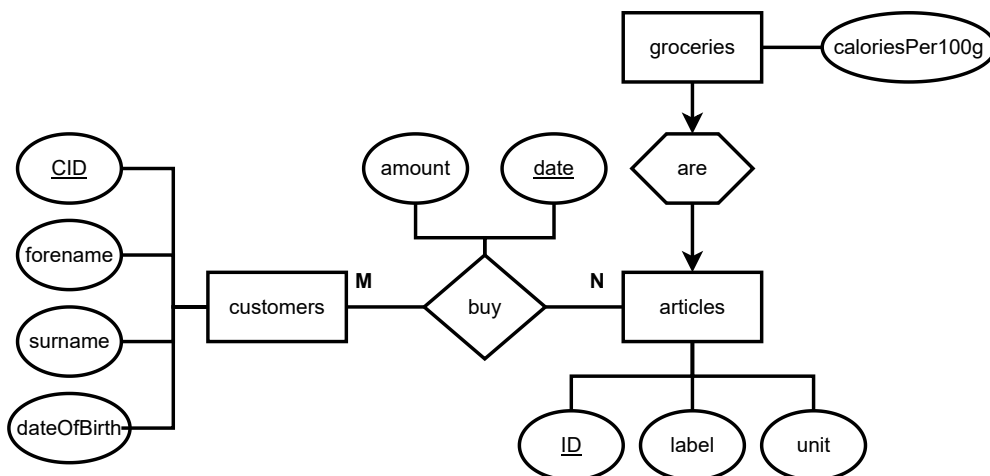 groceries
caloriesPer100g
CID
amount
date
are
forename
customers
M
buy
N
articles
surname
dateOfBirth
ID
label
unit